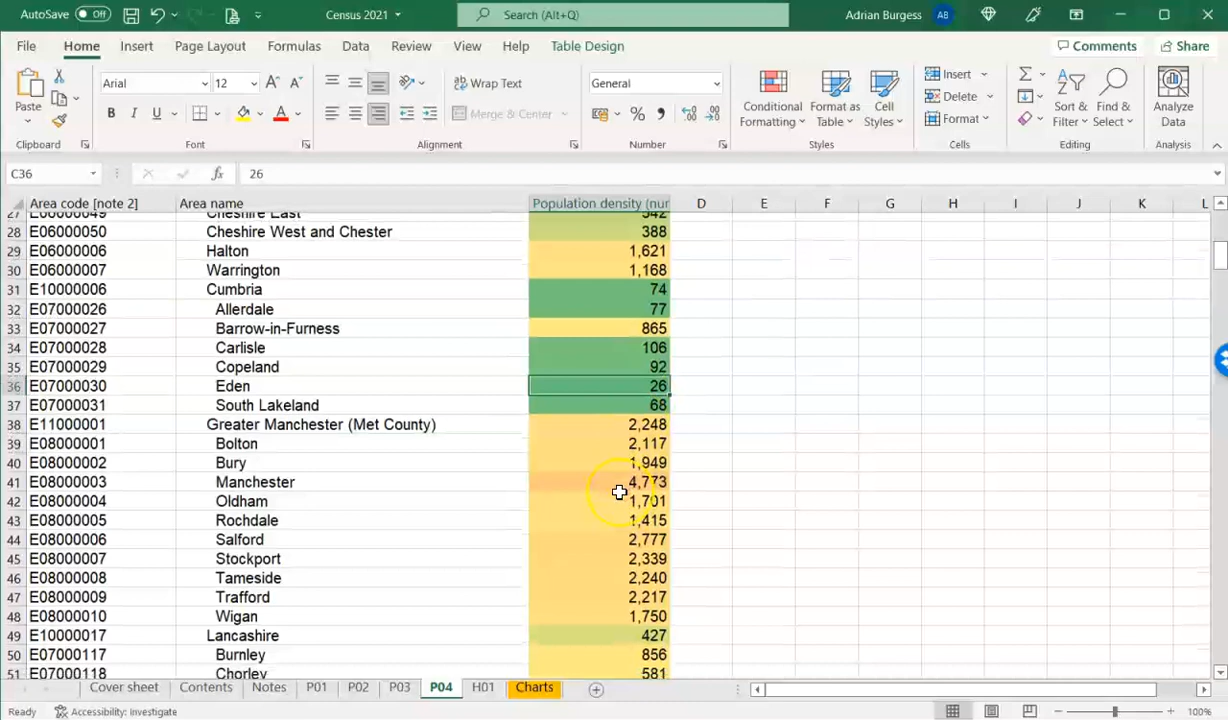 AutoSave Off Census 2021 Search (Alt+Q) Adrian Burgess AB
File Home Insert Page Layout Formulas Data Review View Help Table Design Comments Share
Paste Arial 12 Wrap Text General Conditional Formatting Format as Table Cell Styles Insert Delete Format Sort & Filter Find & Select Analyze Data
Merge & Center
Clipboard Font Alignment Number Styles Cells Editing Analysis
C36 fx 26
Area code [note 2] Area name Population density (nur D E F G H I J K L
27 E06000049 Cheshire East 342
28 E06000050 Cheshire West and Chester 388
29 E06000006 Halton 1,621
30 E06000007 Warrington 1,168
31 E10000006 Cumbria 74
32 E07000026 Allerdale 77
33 E07000027 Barrow-in-Furness 865
34 E07000028 Carlisle 106
35 E07000029 Copeland 92
36 E07000030 Eden 26
37 E07000031 South Lakeland 68
38 E11000001 Greater Manchester (Met County) 2,248
39 E08000001 Bolton 2,117
40 E08000002 Bury 1,949
41 E08000003 Manchester 4,773
42 E08000004 Oldham 1,701
43 E08000005 Rochdale 1,415
44 E08000006 Salford 2,777
45 E08000007 Stockport 2,339
46 E08000008 Tameside 2,240
47 E08000009 Trafford 2,217
48 E08000010 Wigan 1,750
49 E10000017 Lancashire 427
50 E07000117 Burnley 856
51 E07000118 Chorley 581
Cover sheet Contents Notes P01 P02 P03 P04 H01 Charts
Ready Accessibility: Investigate 100%